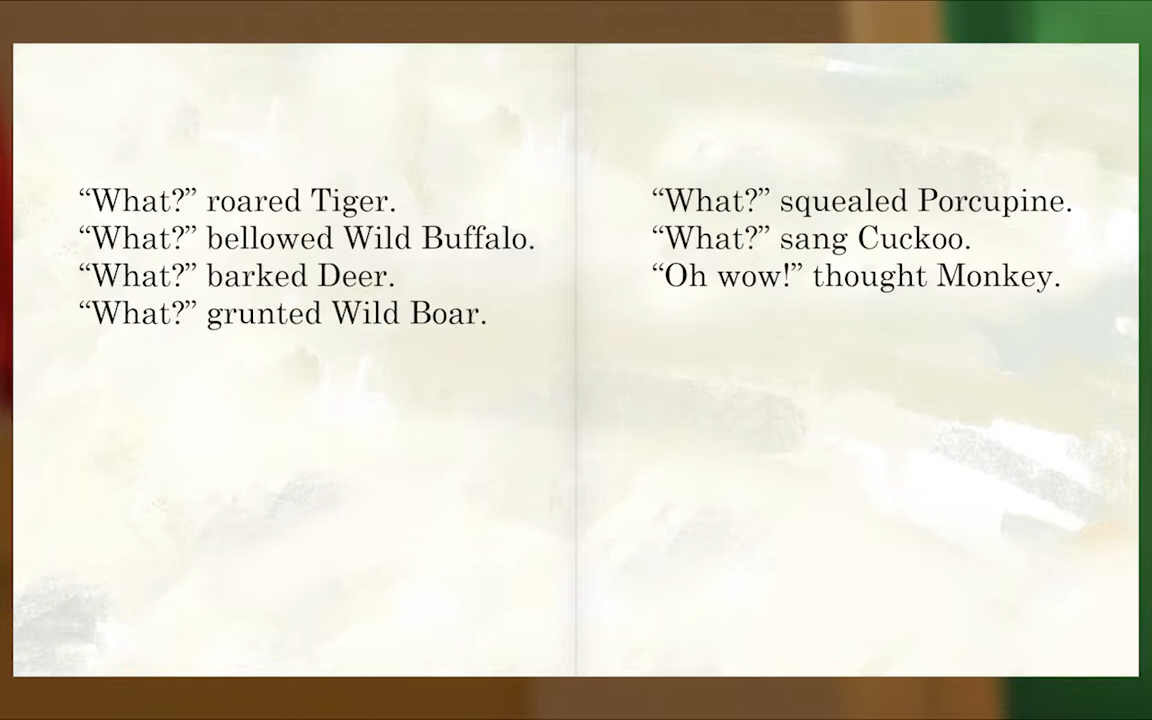 “What?” roared Tiger.
“What?” bellowed Wild Buffalo.
“What?” barked Deer.
“What?” grunted Wild Boar.
“What?” squealed Porcupine.
“What?” sang Cuckoo.
“Oh wow!” thought Monkey.